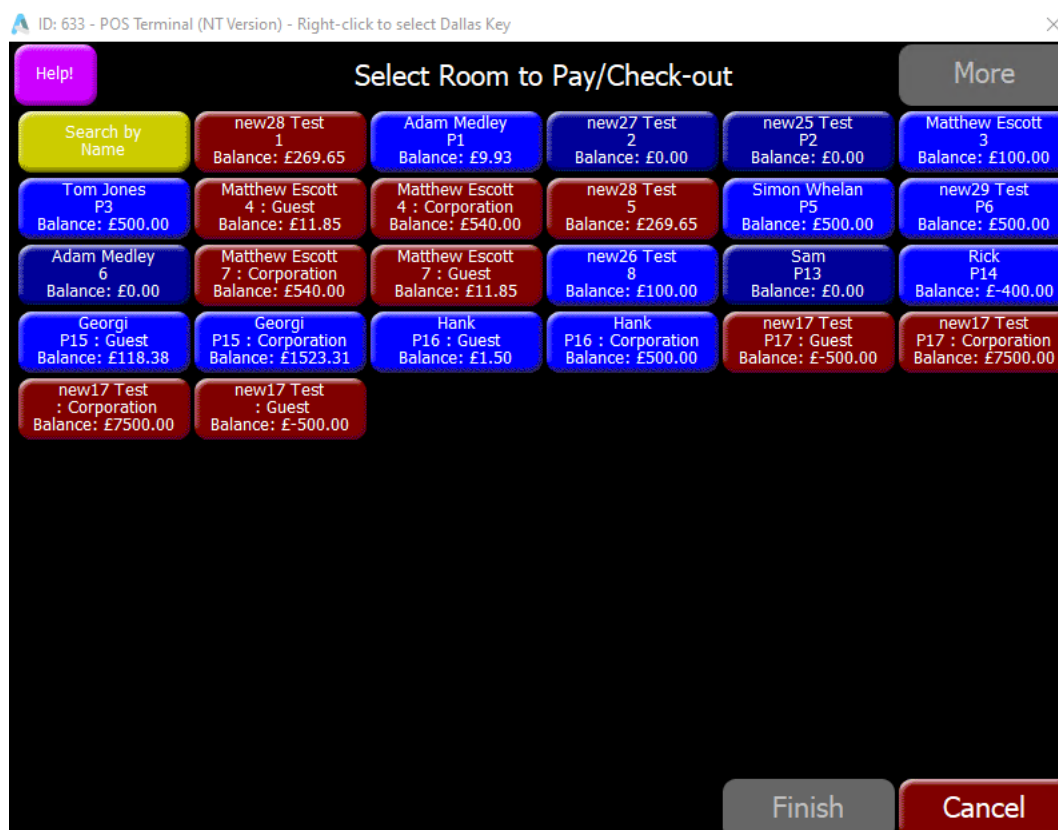 ID: 633 - POS Terminal (NT Version) - Right-click to select Dallas Key
Help!
Select Room to Pay/Check-out
More
Search by
Name
new28 Test
1
Balance: £269.65
Adam Medley
P1
Balance: £9.93
new27 Test
2
Balance: £0.00
new25 Test
P2
Balance: £0.00
Matthew Escott
3
Balance: £100.00
Tom Jones
P3
Balance: £500.00
Matthew Escott
4 : Guest
Balance: £11.85
Matthew Escott
4 : Corporation
Balance: £540.00
new28 Test
5
Balance: £269.65
Simon Whelan
P5
Balance: £500.00
new29 Test
P6
Balance: £500.00
Adam Medley
6
Balance: £0.00
Matthew Escott
7 : Corporation
Balance: £540.00
Matthew Escott
7 : Guest
Balance: £11.85
new26 Test
8
Balance: £100.00
Sam
P13
Balance: £0.00
Rick
P14
Balance: £-400.00
Georgi
P15 : Guest
Balance: £118.38
Georgi
P15 : Corporation
Balance: £1523.31
Hank
P16 : Guest
Balance: £1.50
Hank
P16 : Corporation
Balance: £500.00
new17 Test
P17 : Guest
Balance: £-500.00
new17 Test
P17 : Corporation
Balance: £7500.00
new17 Test
: Corporation
Balance: £7500.00
new17 Test
: Guest
Balance: £-500.00
Finish
Cancel